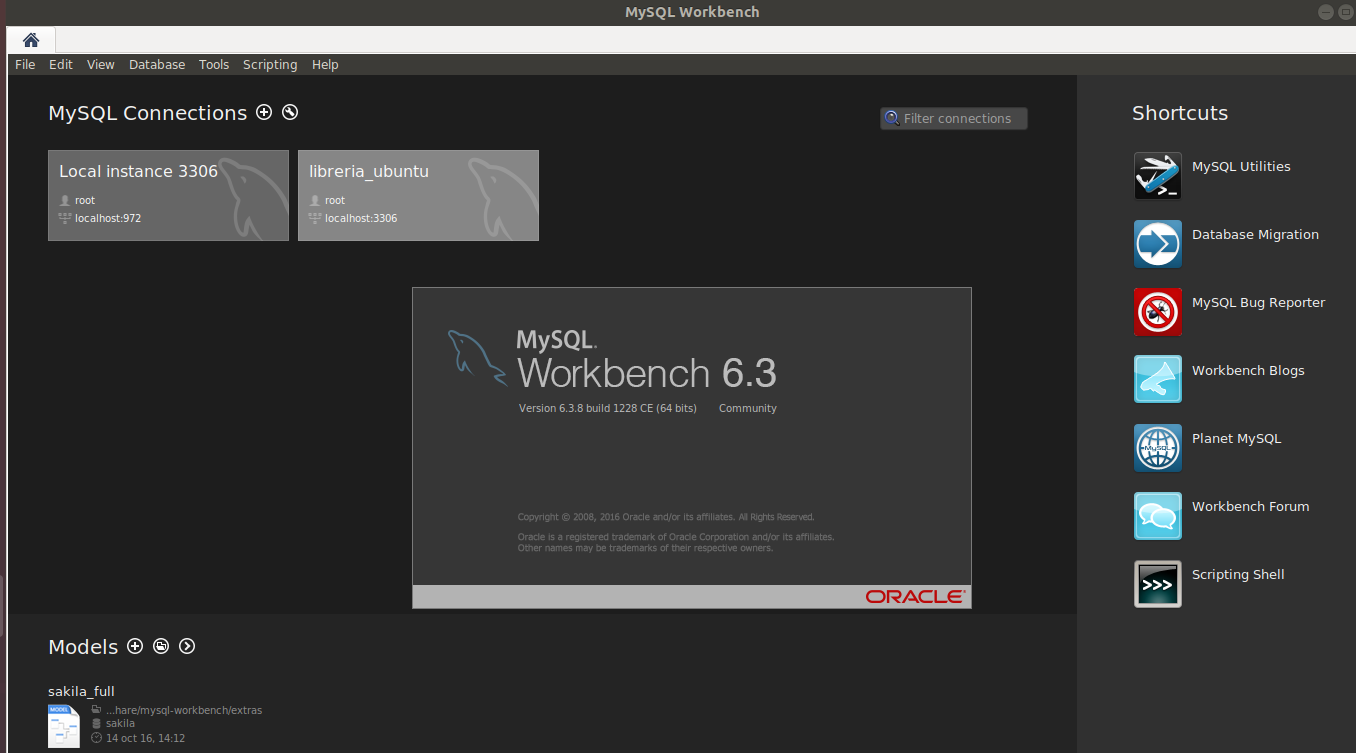 MySQL Workbench
File Edit View Database Tools Scripting Help
MySQL Connections
Filter connections
Local instance 3306
root
localhost:972
libreria_ubuntu
root
localhost:3306
MySQL
Workbench 6.3
Version 6.3.8 build 1228 CE (64 bits) Community
Copyright © 2008, 2016 Oracle and/or its affiliates. All Rights Reserved.
Oracle is a registered trademark of Oracle Corporation and/or its affiliates.
Other names may be trademarks of their respective owners.
ORACLE
Models
sakila_full
MODEL
...hare/mysql-workbench/extras
sakila
14 oct 16, 14:12
Shortcuts
MySQL Utilities
Database Migration
MySQL Bug Reporter
Workbench Blogs
MySQL
Planet MySQL
Workbench Forum
>>>
Scripting Shell